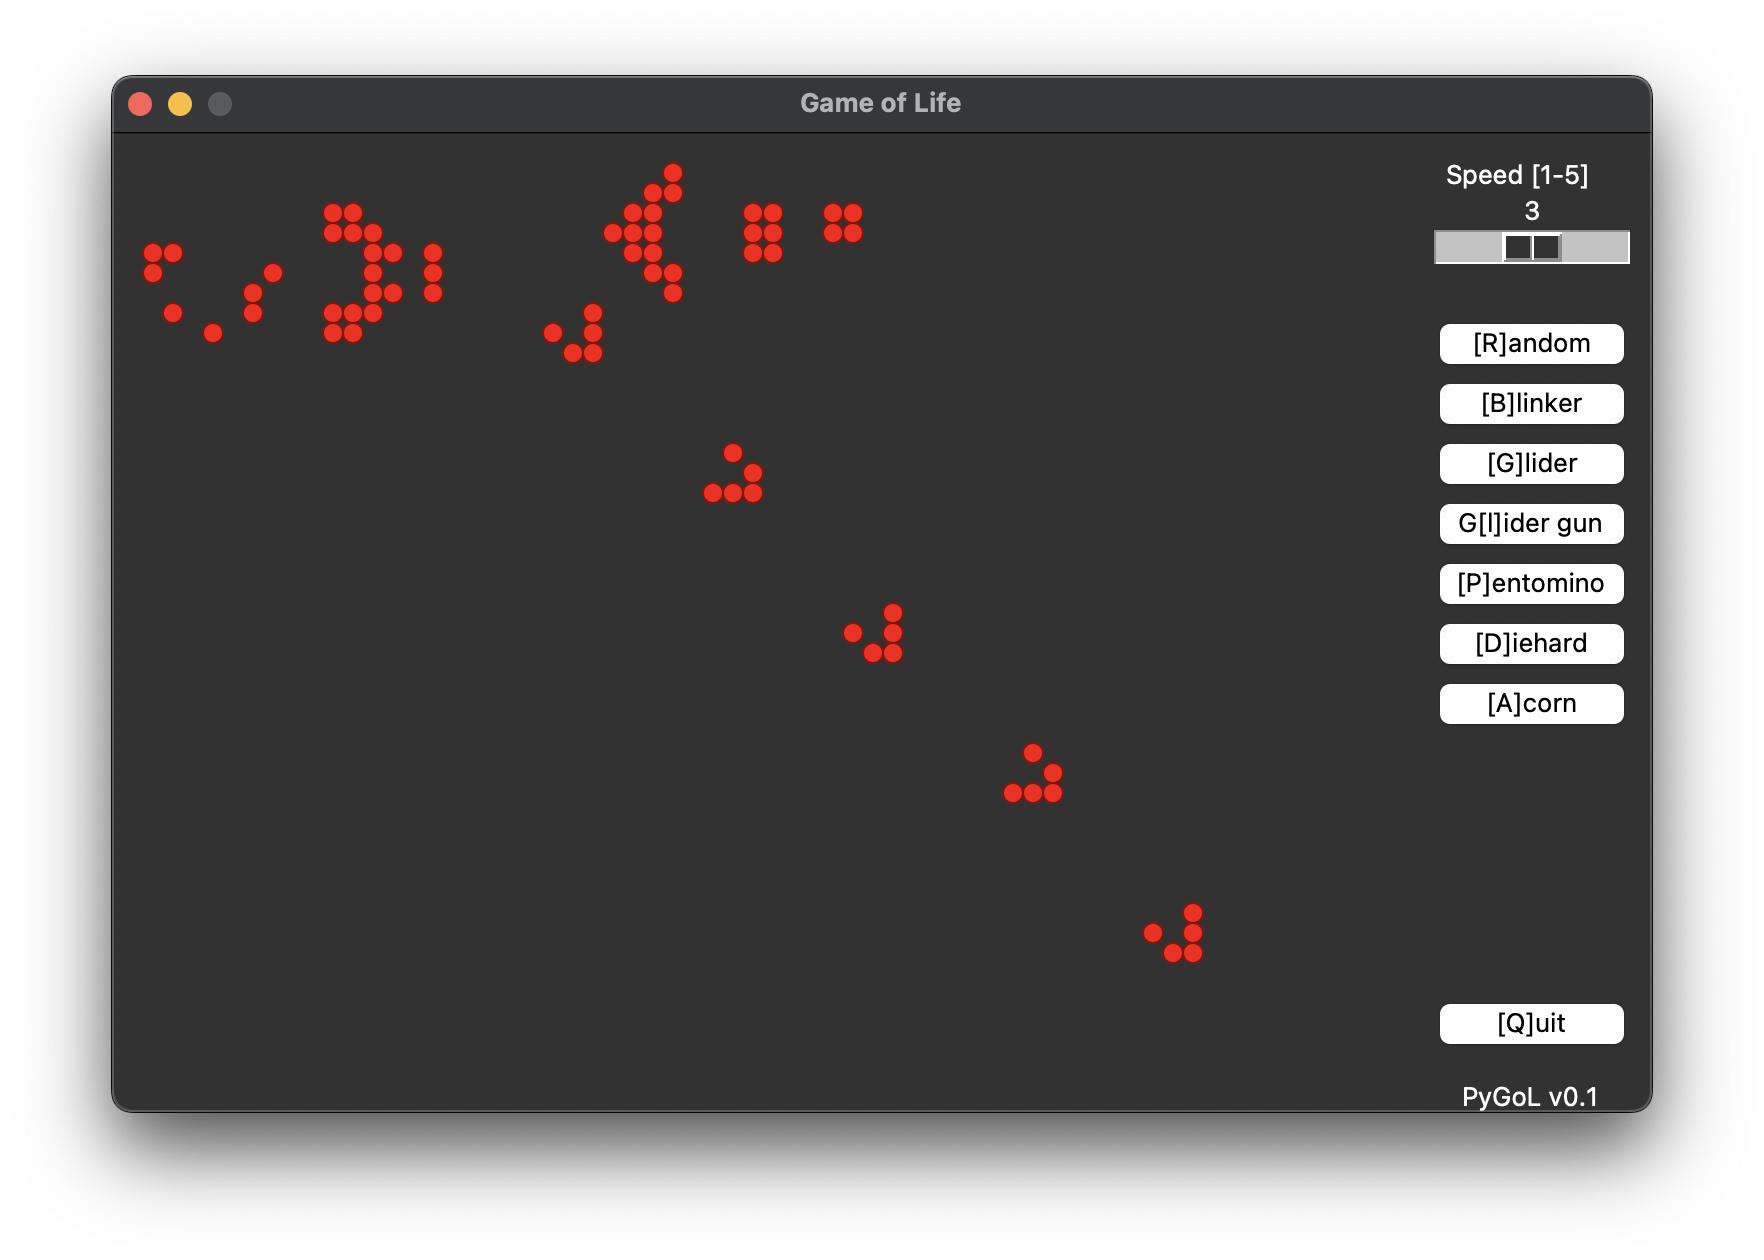 Game of Life
Speed [1-5]
3
[R]andom
[B]linker
[G]lider
G[l]ider gun
[P]entomino
[D]iehard
[A]corn
[Q]uit
PyGoL v0.1